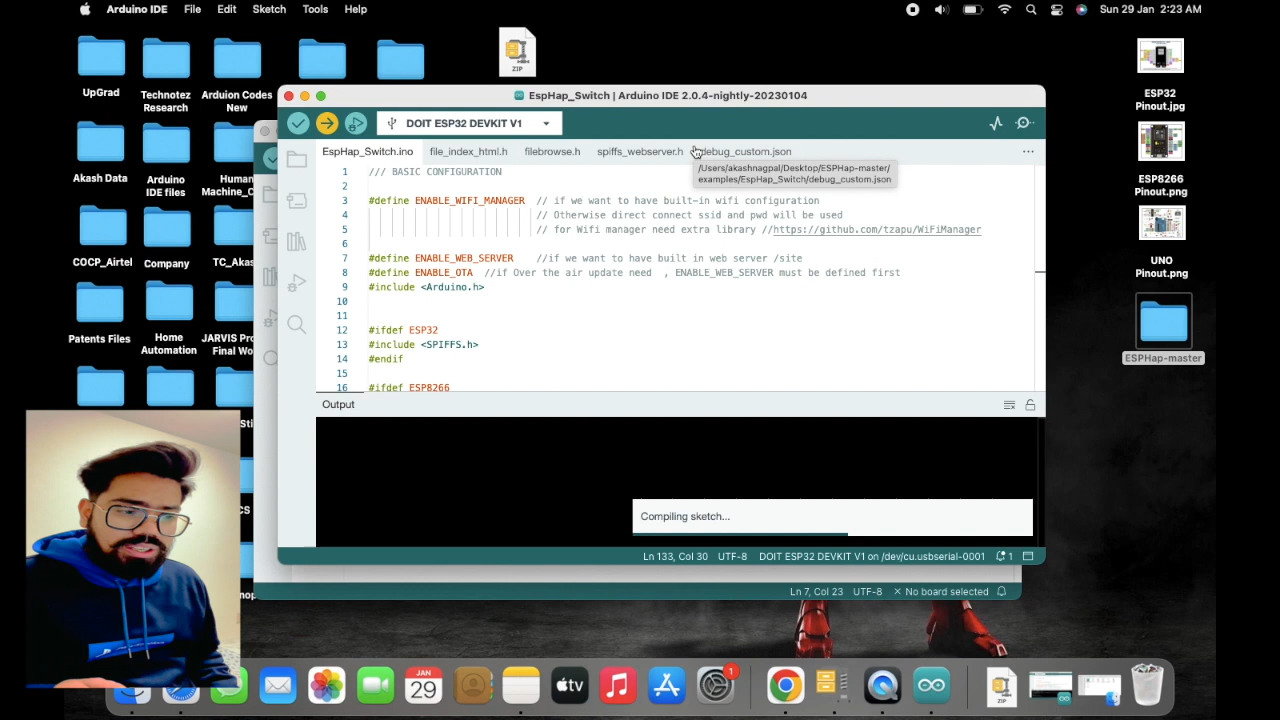 Arduino IDE File Edit Sketch Tools Help
Sun 29 Jan 2:23 AM
UpGrad
Technotez
Research
Arduion Codes
New
ZIP
ESP32
Pinout.jpg
Akash Data
Arduino
IDE files
Human
Machine_C
ESP8266
Pinout.png
COCP_Airtel
Company
TC_Akas
UNO
Pinout.png
Patents Files
Home
Automation
JARVIS Pro
Final Wo
ESPHap-master
EspHap_Switch | Arduino IDE 2.0.4-nightly-20230104
DOIT ESP32 DEVKIT V1
EspHap_Switch.ino file_index_html.h filebrowse.h spiffs_webserver.h debug_custom.json
/Users/akashnagpal/Desktop/ESPHap-master/
examples/EspHap_Switch/debug_custom.json
1 /// BASIC CONFIGURATION
2
3 #define ENABLE_WIFI_MANAGER // if we want to have built-in wifi configuration
4 // Otherwise direct connect ssid and pwd will be used
5 // for Wifi manager need extra library //https://github.com/tzapu/WiFiManager
6
7 #define ENABLE_WEB_SERVER //if we want to have built in web server /site
8 #define ENABLE_OTA //if Over the air update need , ENABLE_WEB_SERVER must be defined first
9 #include <Arduino.h>
10
11
12 #ifdef ESP32
13 #include <SPIFFS.h>
14 #endif
15
16 #ifdef ESP8266
Output
Compiling sketch...
Ln 133, Col 30 UTF-8 DOIT ESP32 DEVKIT V1 on /dev/cu.usbserial-0001 1
Ln 7, Col 23 UTF-8 × No board selected
JAN
29
tv
1
ZIP